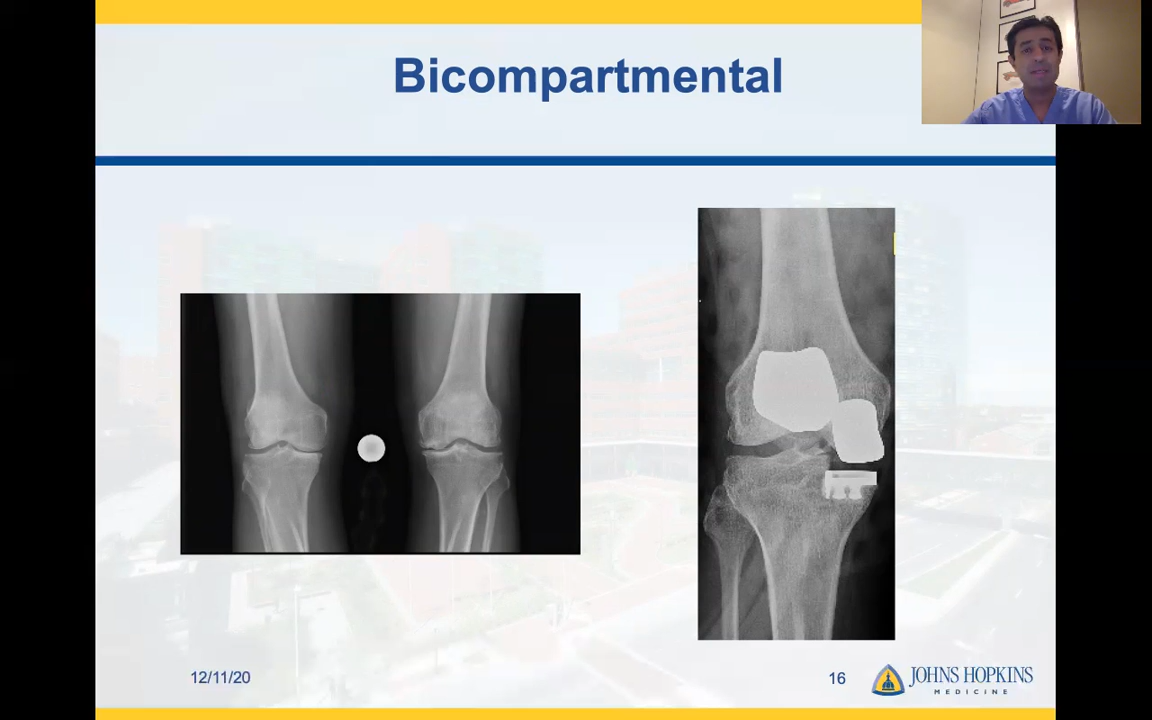 Bicompartmental
12/11/20
16
JOHNS HOPKINS
MEDICINE